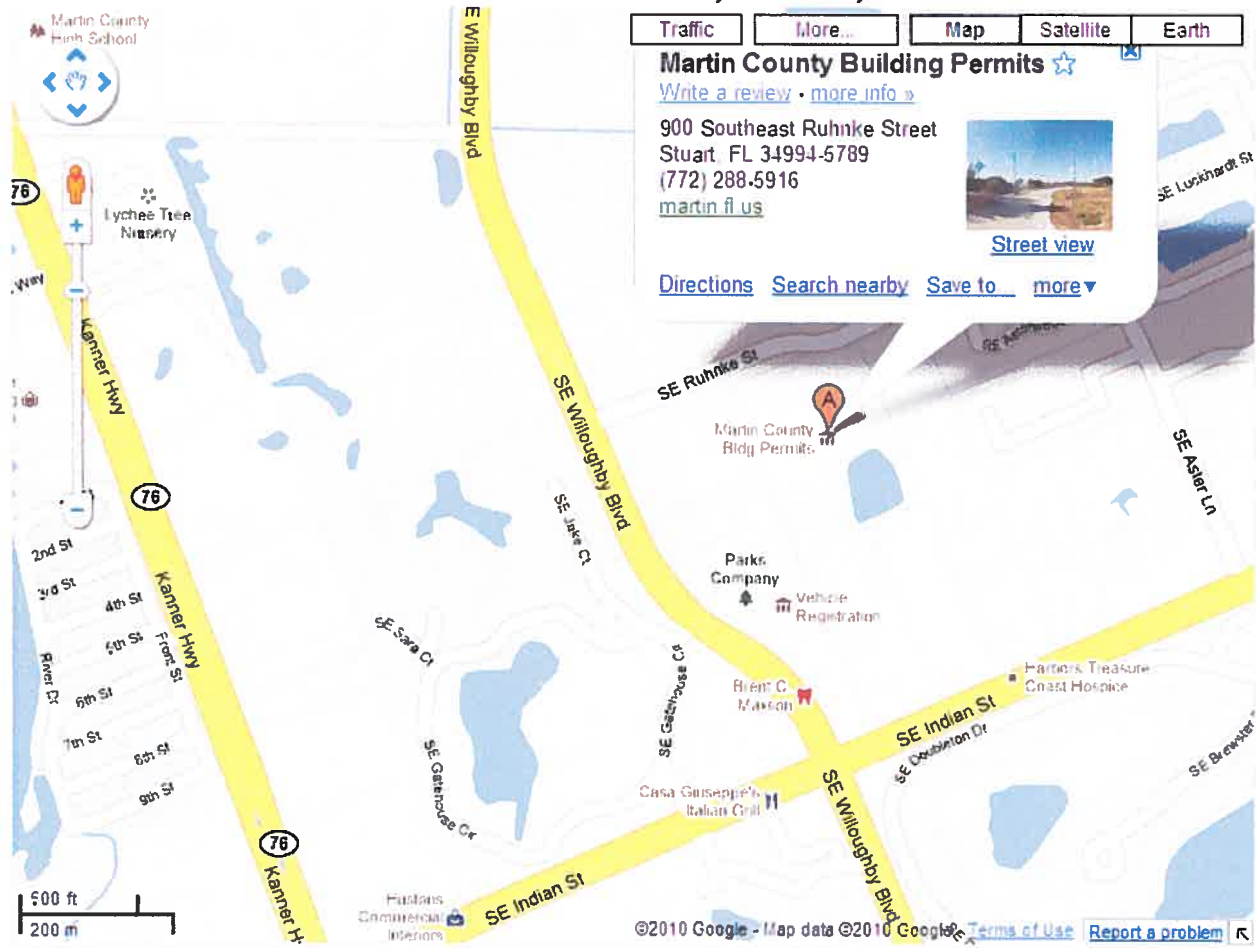 Martin County
High School
E Willoughby Blvd
Traffic
More...
Map
Satellite
Earth
Martin County Building Permits
Write a review • more info »
900 Southeast Ruhnke Street
Stuart FL 34994-5789
(772) 288-5916
martin fl us
Street view
Directions Search nearby Save to... more▼
SE Luckhardt St
76
Lychee Tree
Nursery
Way
Kanner Hwy
SE Ruhnke St
SE Willoughby Blvd
Martin County
Bldg Permits
A
SE Aster Ln
76
SE Jake Ct
2nd St
3rd St
4th St
5th St
6th St
7th St
8th St
9th St
Front St
River Ct
Kanner Hwy
Parks
Company
Vehicle
Registration
SE Sara Ct
SE Gatehouse Cir
Brent C
Maxson
SE Indian St
Treasure
Coast Hospice
SE Doubleton Dr
SE Brewster
SE Gatehouse Cir
Casa Giuseppe's
Italian Grill
SE Willoughby Blvd
76
Kanner H
500 ft
200 m
Commercial
Interiors
SE Indian St
©2010 Google - Map data ©2010 Google - Terms of Use Report a problem